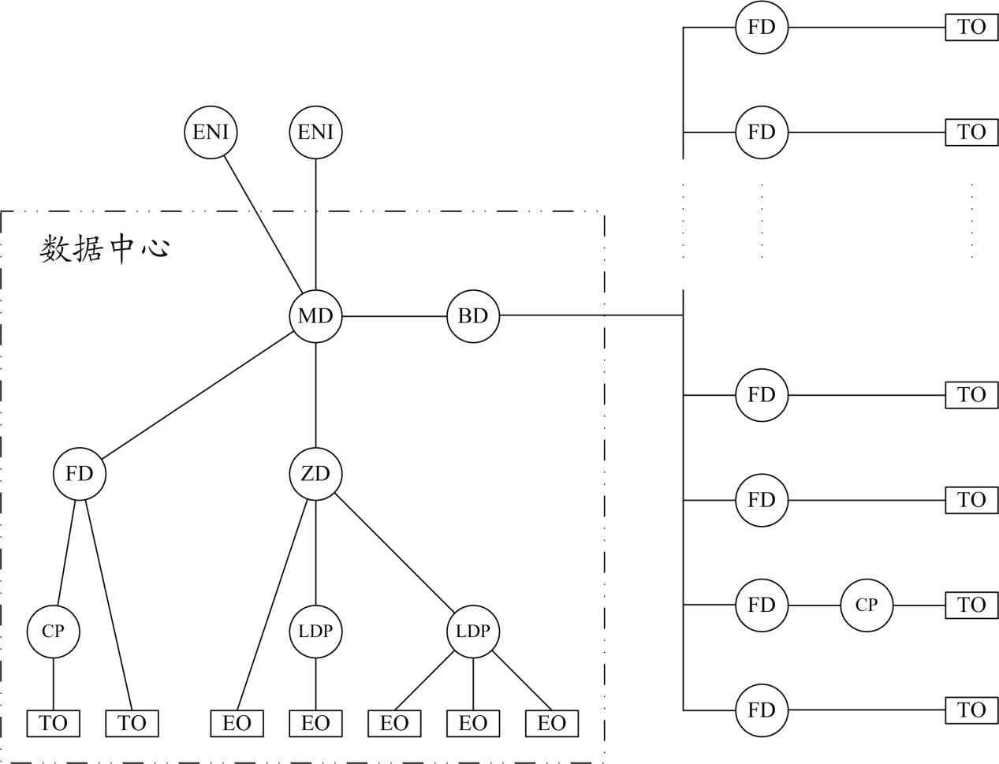 FD TO
ENI ENI FD TO
数据中心
MD BD
FD TO
FD ZD
FD TO
FD CP TO
CP LDP LDP
FD TO
TO TO EO EO EO EO EO